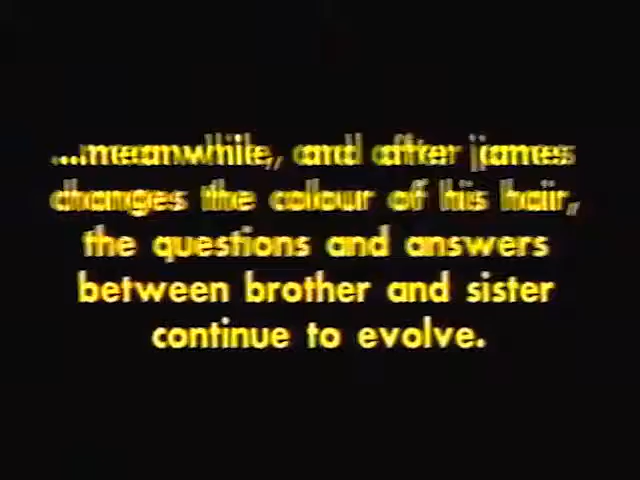 ...meanwhile, and after james
changes the colour of his hair,
the questions and answers
between brother and sister
continue to evolve.